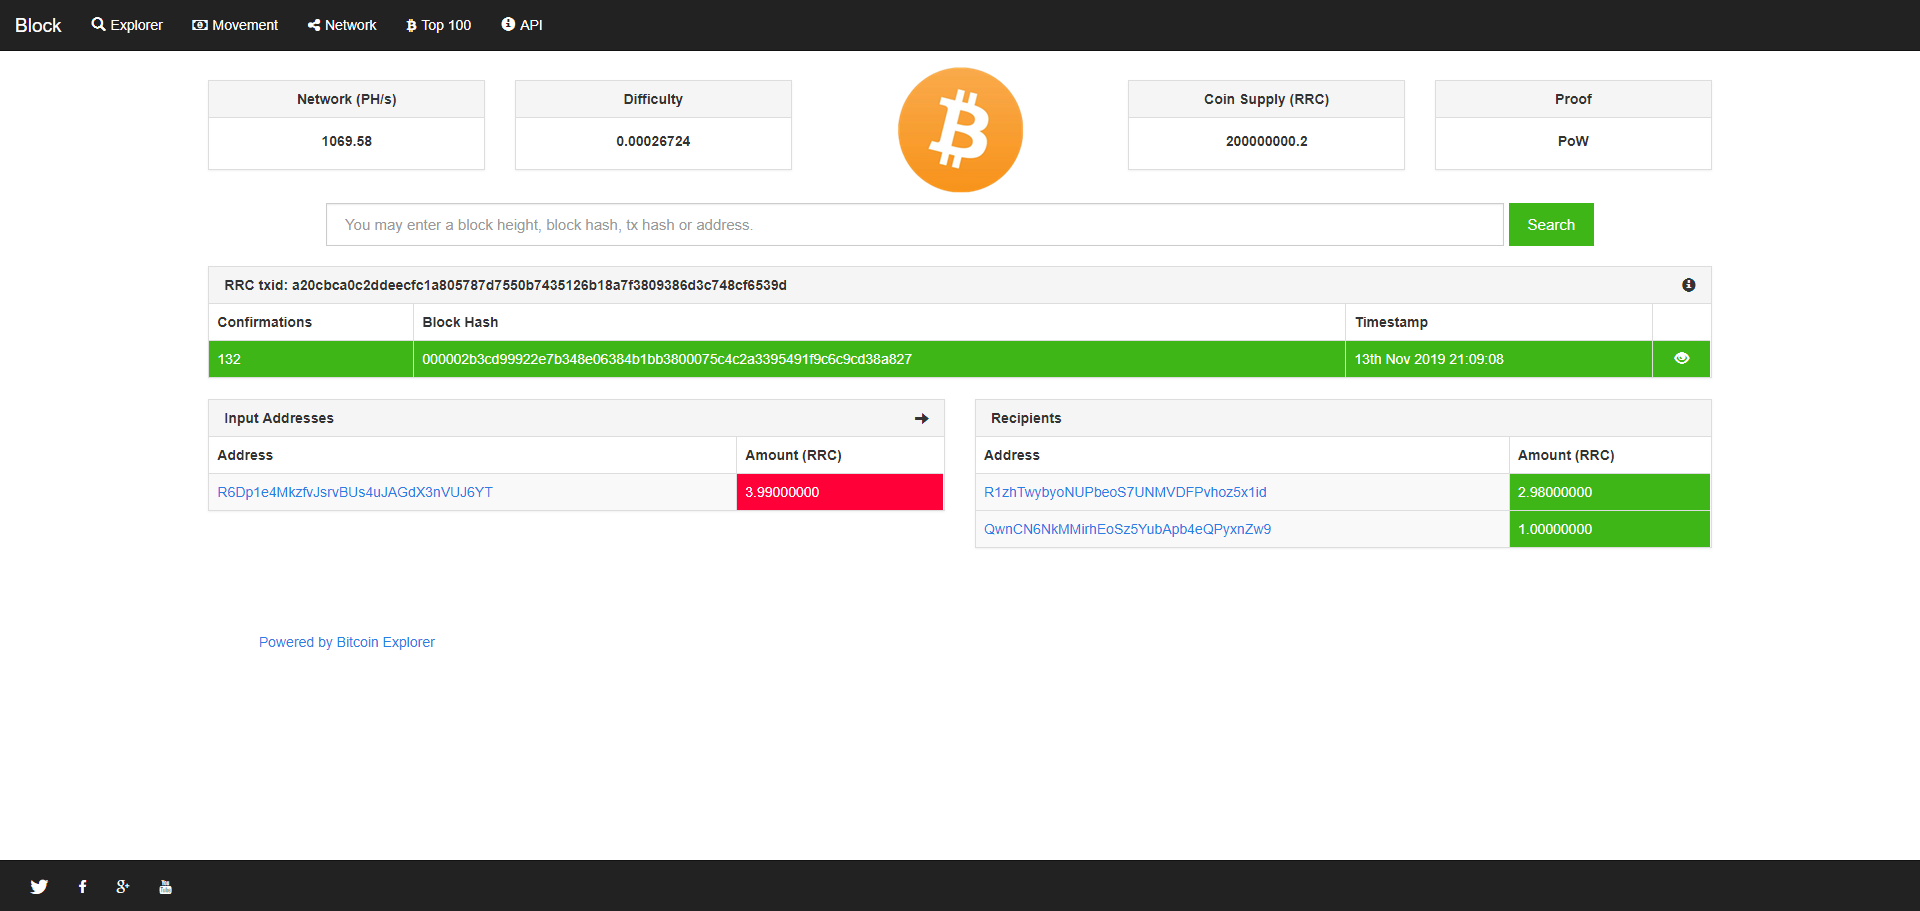 Block Explorer Movement Network Top 100 API
Network (PH/s)
1069.58
Difficulty
0.00026724
Coin Supply (RRC)
200000000.2
Proof
PoW
You may enter a block height, block hash, tx hash or address.
Search
RRC txid: a20cbca0c2ddeecfc1a805787d7550b7435126b18a7f3809386d3c748cf6539d
Confirmations Block Hash Timestamp
132 000002b3cd99922e7b348e06384b1bb3800075c4c2a3395491f9c6c9cd38a827 13th Nov 2019 21:09:08
Input Addresses
Address Amount (RRC)
R6Dp1e4MkzfvJsrvBUs4uJAGdX3nVUJ6YT 3.99000000
Recipients
Address Amount (RRC)
R1zhTwybyoNUPbeoS7UNMVDFPvhoz5x1id 2.98000000
QwnCN6NkMMirhEoSz5YubApb4eQPyxnZw9 1.00000000
Powered by Bitcoin Explorer